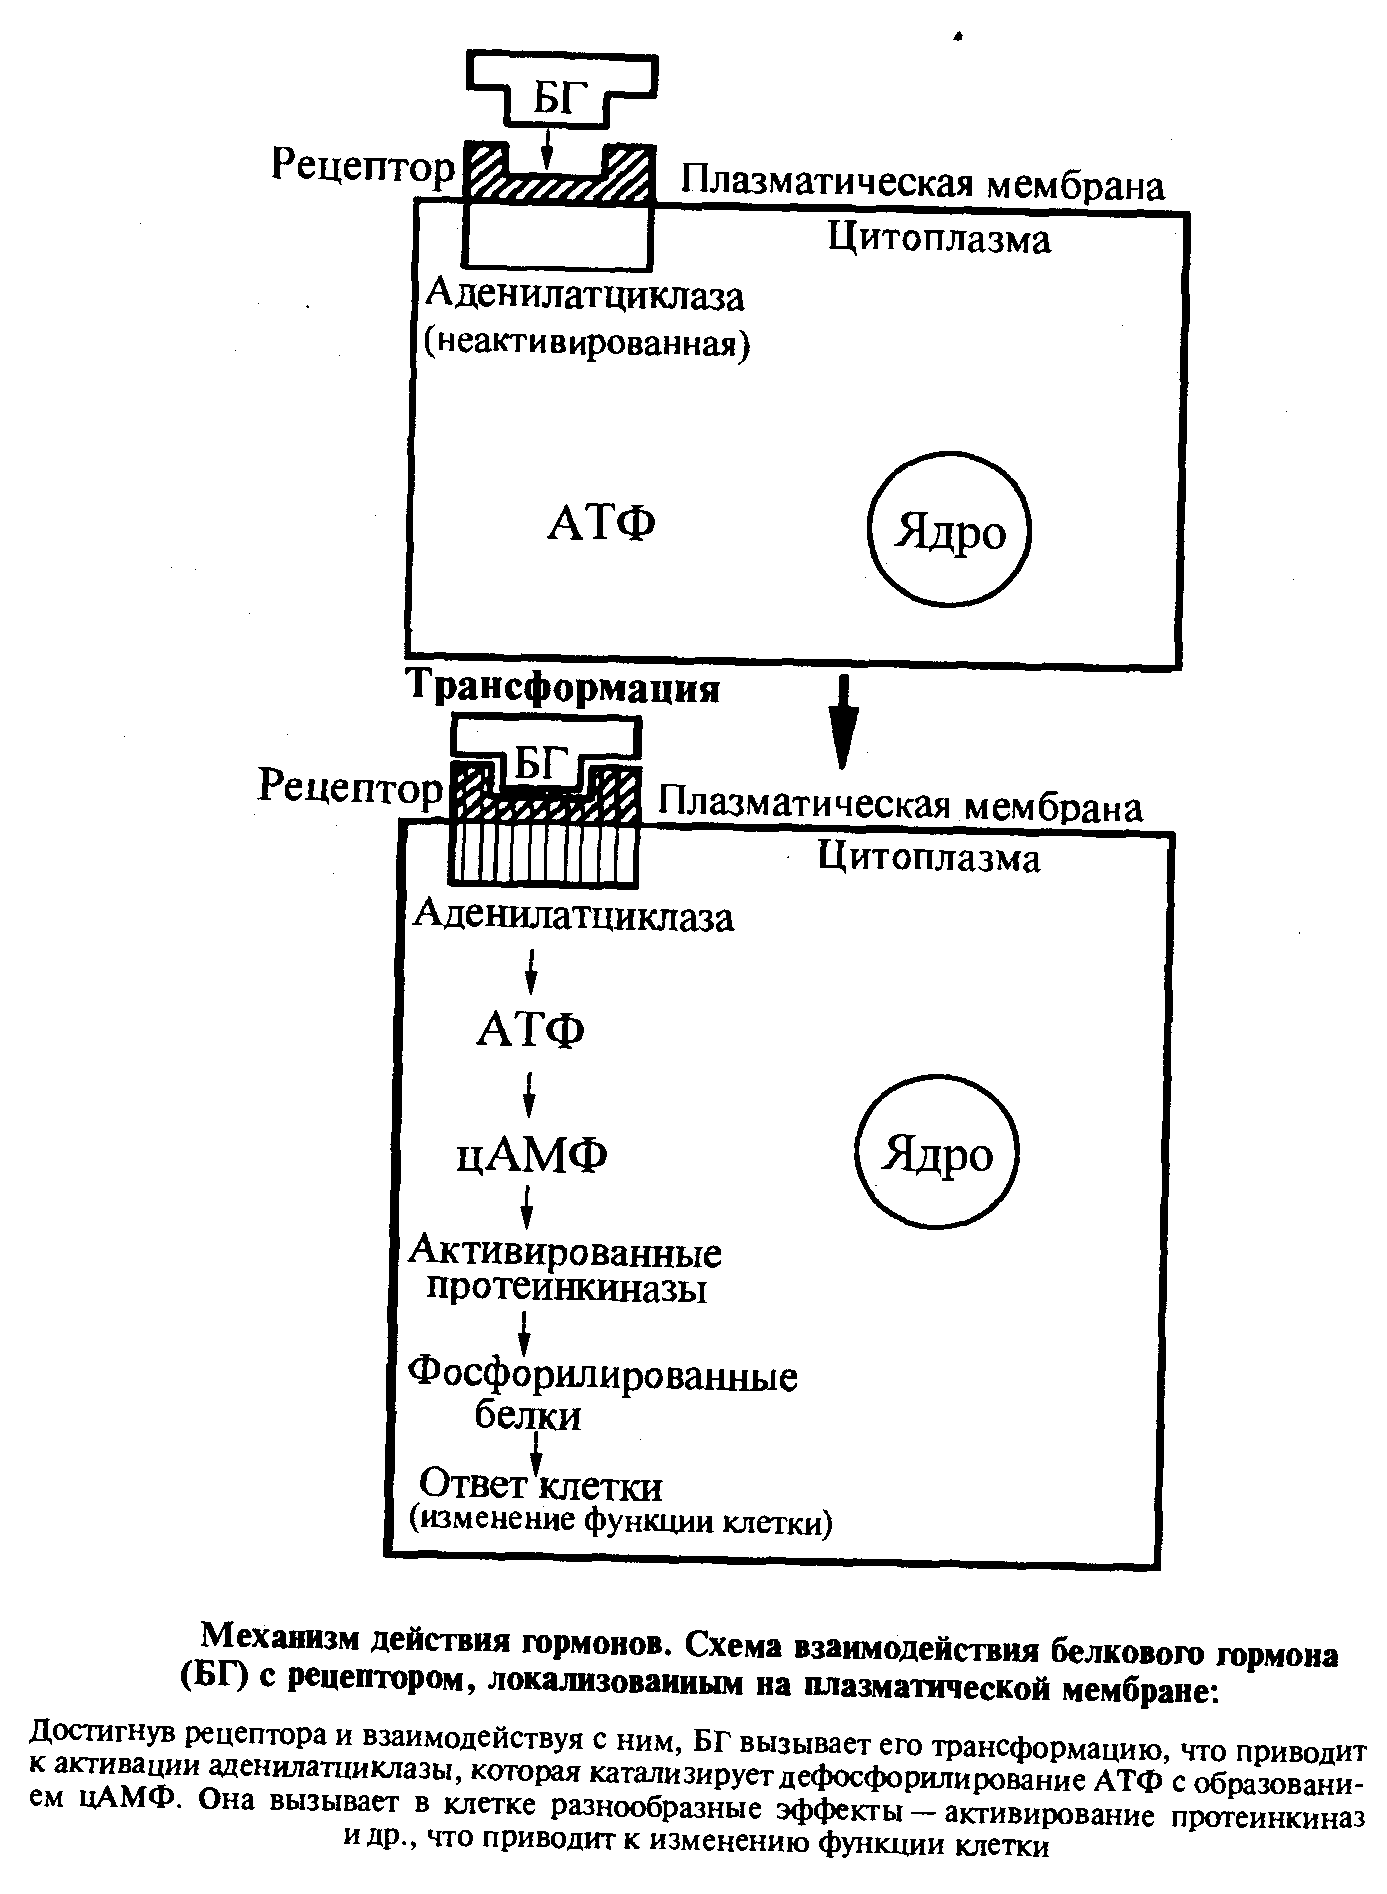 БГ
Рецептор
Плазматическая мембрана
Цитоплазма
Аденилатциклаза
(неактивированная)
АТФ
Ядро
Трансформация
БГ
Рецептор
Плазматическая мембрана
Цитоплазма
Аденилатциклаза
АТФ
цАМФ
Ядро
Активированные
протеинкиназы
Фосфорилированные
белки
Ответ клетки
(изменение функции клетки)
Механизм действия гормонов. Схема взаимодействия белкового гормона
(БГ) с рецептором, локализованным на плазматической мембране:
Достигнув рецептора и взаимодействуя с ним, БГ вызывает его трансформацию, что приводит
к активации аденилатциклазы, которая катализирует дефосфорилирование АТФ с образовани-
ем цАМФ. Она вызывает в клетке разнообразные эффекты — активирование протеинкиназ
и др., что приводит к изменению функции клетки